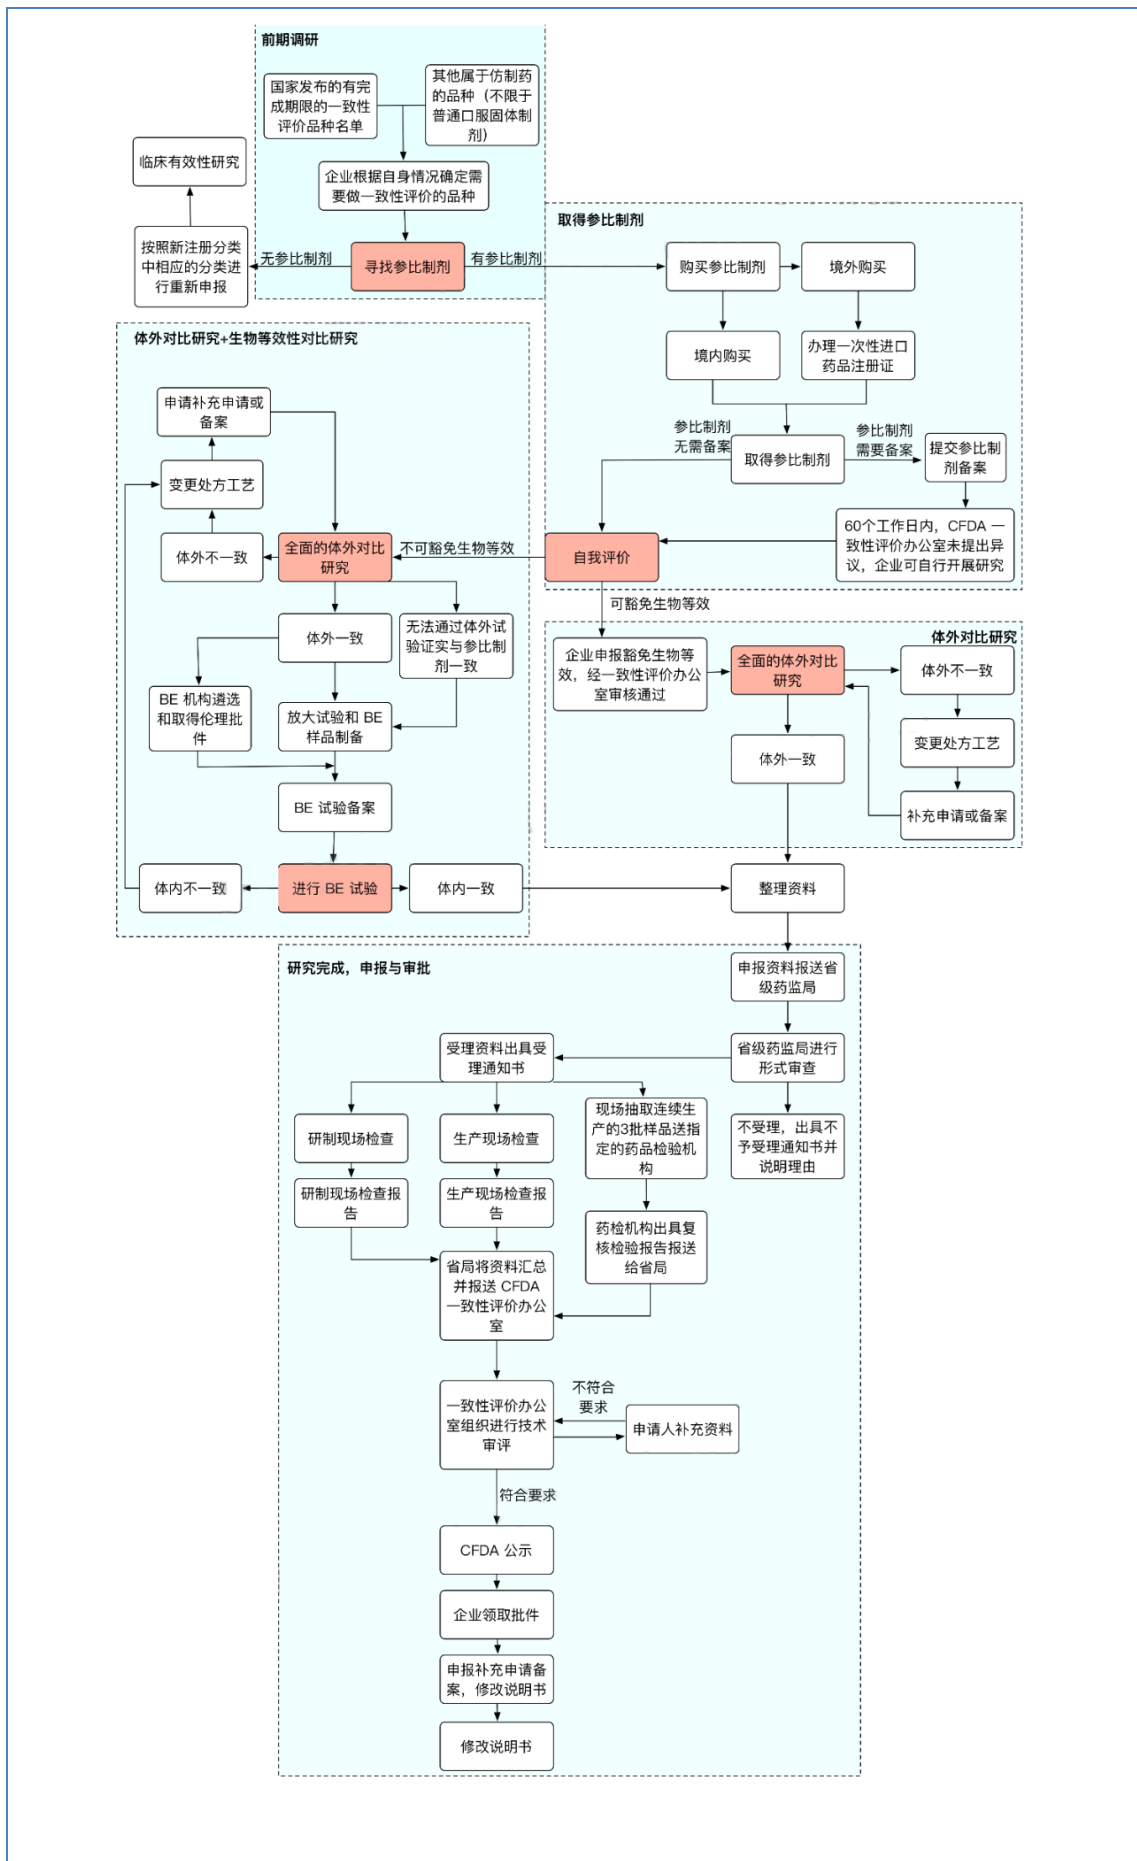 前期调研
国家发布的有完
成期限的一致性
评价品种名单
其他属于仿制药
的品种（不限于
普通口服固体制
剂）
企业根据自身情况确定需
要做一致性评价的品种
临床有效性研究
按照新注册分类
中相应的分类进
行重新申报
无参比制剂
寻找参比制剂
有参比制剂
取得参比制剂
购买参比制剂
境外购买
境内购买
办理一次性进口
药品注册证
参比制剂
无需备案
取得参比制剂
参比制剂
需要备案
提交参比制
剂备案
60个工作日内，CFDA 一
致性评价办公室未提出异
议，企业可自行开展研究
自我评价
不可豁免生物等效
可豁免生物等效
体外对比研究+生物等效性对比研究
申请补充申请或
备案
变更处方工艺
体外不一致
全面的体外对比
研究
体外一致
无法通过体外试
验证实与参比制
剂一致
BE 机构遴选
和取得伦理批
件
放大试验和 BE
样品制备
BE 试验备案
体内不一致
进行 BE 试验
体内一致
体外对比研究
企业申报豁免生物等
效，经一致性评价办公
室审核通过
全面的体外对比
研究
体外不一致
变更处方工艺
体外一致
补充申请或备案
整理资料
研究完成，申报与审批
申报资料报送省
级药监局
省级药监局进行
形式审查
受理资料出具受
理通知书
不受理，出具不
予受理通知书并
说明理由
研制现场检查
生产现场检查
现场抽取连续生
产的3批样品送指
定的药品检验机
构
研制现场检查报
告
生产现场检查报
告
药检机构出具复
核检验报告报送
给省局
省局将资料汇总
并报送 CFDA
一致性评价办公
室
一致性评价办公
室组织进行技术
审评
不符合
要求
申请人补充资料
符合要求
CFDA 公示
企业领取批件
申报补充申请备
案，修改说明书
修改说明书